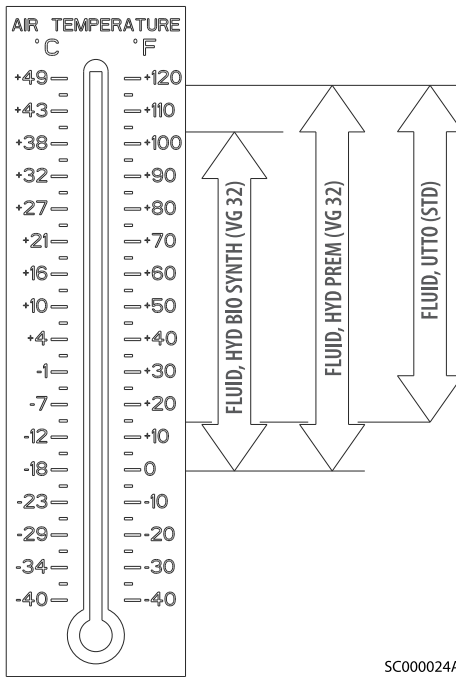 AIR TEMPERATURE
°C °F
+49 +120
+43 +110
+38 +100
+32 +90
+27 +80
+21 +70
+16 +60
+10 +50
+4 +40
-1 +30
-7 +20
-12 +10
-18 0
-23 -10
-29 -20
-34 -30
-40 -40
FLUID, HYD BIO SYNTH (VG 32)
FLUID, HYD PREM (VG 32)
FLUID, UTTO (STD)
SC000024A